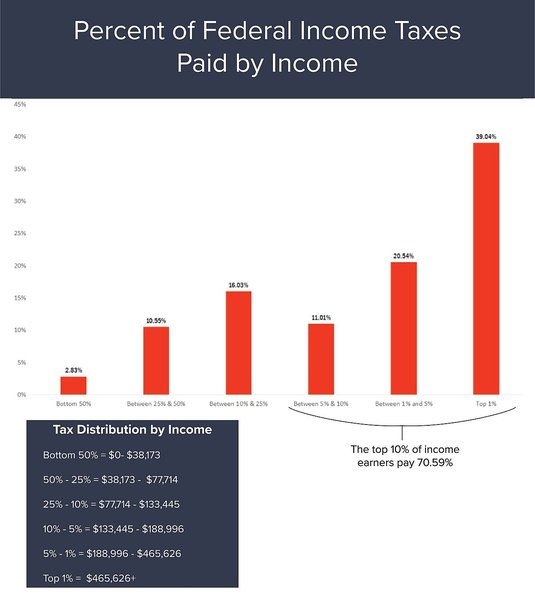 Percent of Federal Income Taxes
Paid by Income
45%
40%
35%
30%
25%
20%
15%
10%
5%
0%
2.83%
10.55%
16.03%
11.01%
20.54%
39.04%
Bottom 50%
Between 25% & 50%
Between 10% & 25%
Between 5% & 10%
Between 1% and 5%
Top 1%
The top 10% of income
earners pay 70.59%
Tax Distribution by Income
Bottom 50% = $0- $38,173
50% - 25% = $38,173 - $77,714
25% - 10% = $77,714 - $133,445
10% - 5% = $133,445 - $188,996
5% - 1% = $188,996 - $465,626
Top 1% = $465,626+